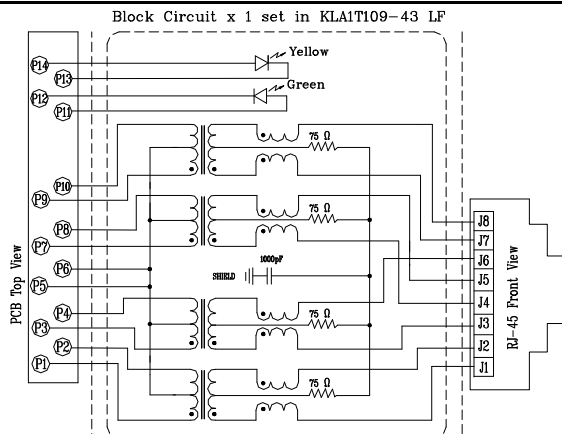 Block Circuit x 1 set in KLA1T109-43 LF
P14
Yellow
P13
P12
Green
P11
75 Ω
P10
P9
J8
P8
75 Ω
J7
P7
J6
P6
1000pF
SHIELD
J5
P5
J4
P4
75 Ω
J3
P3
J2
P2
J1
P1
75 Ω
PCB Top View
RJ-45 Front View